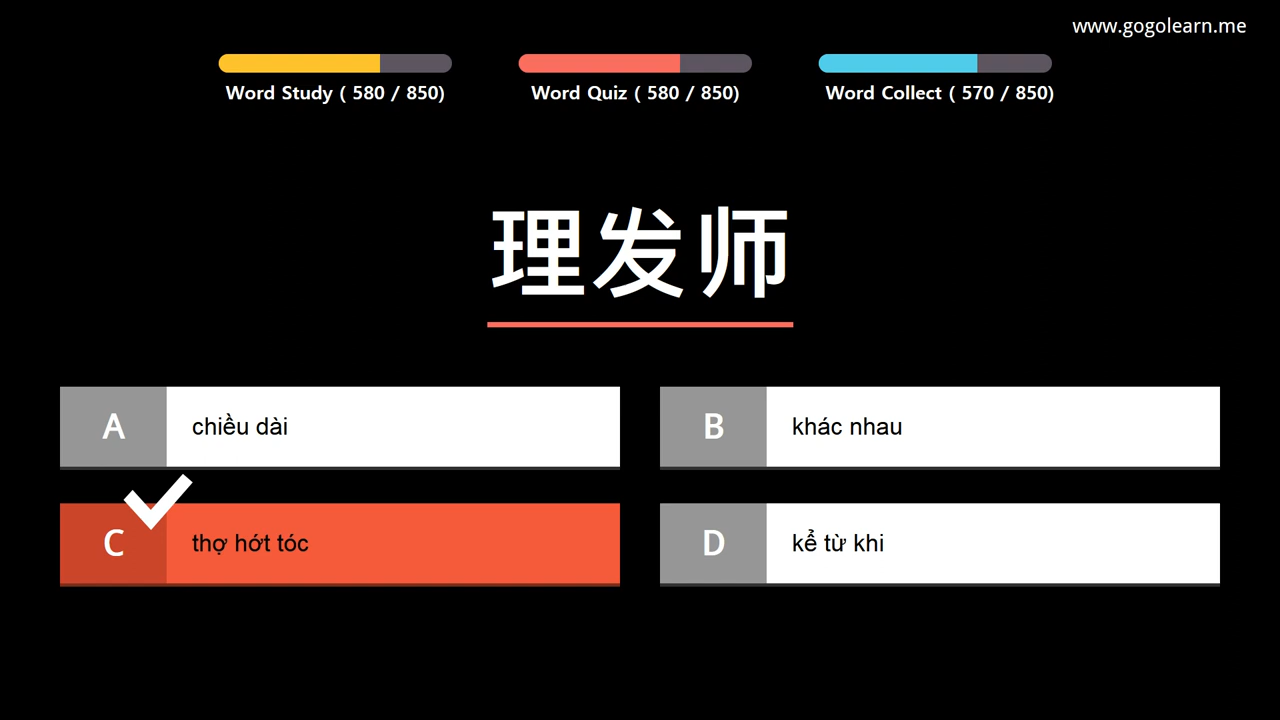 www.gogolearn.me
Word Study ( 580 / 850)
Word Quiz ( 580 / 850)
Word Collect ( 570 / 850)
理发师
A chiều dài
B khác nhau
C thợ hớt tóc
D kể từ khi